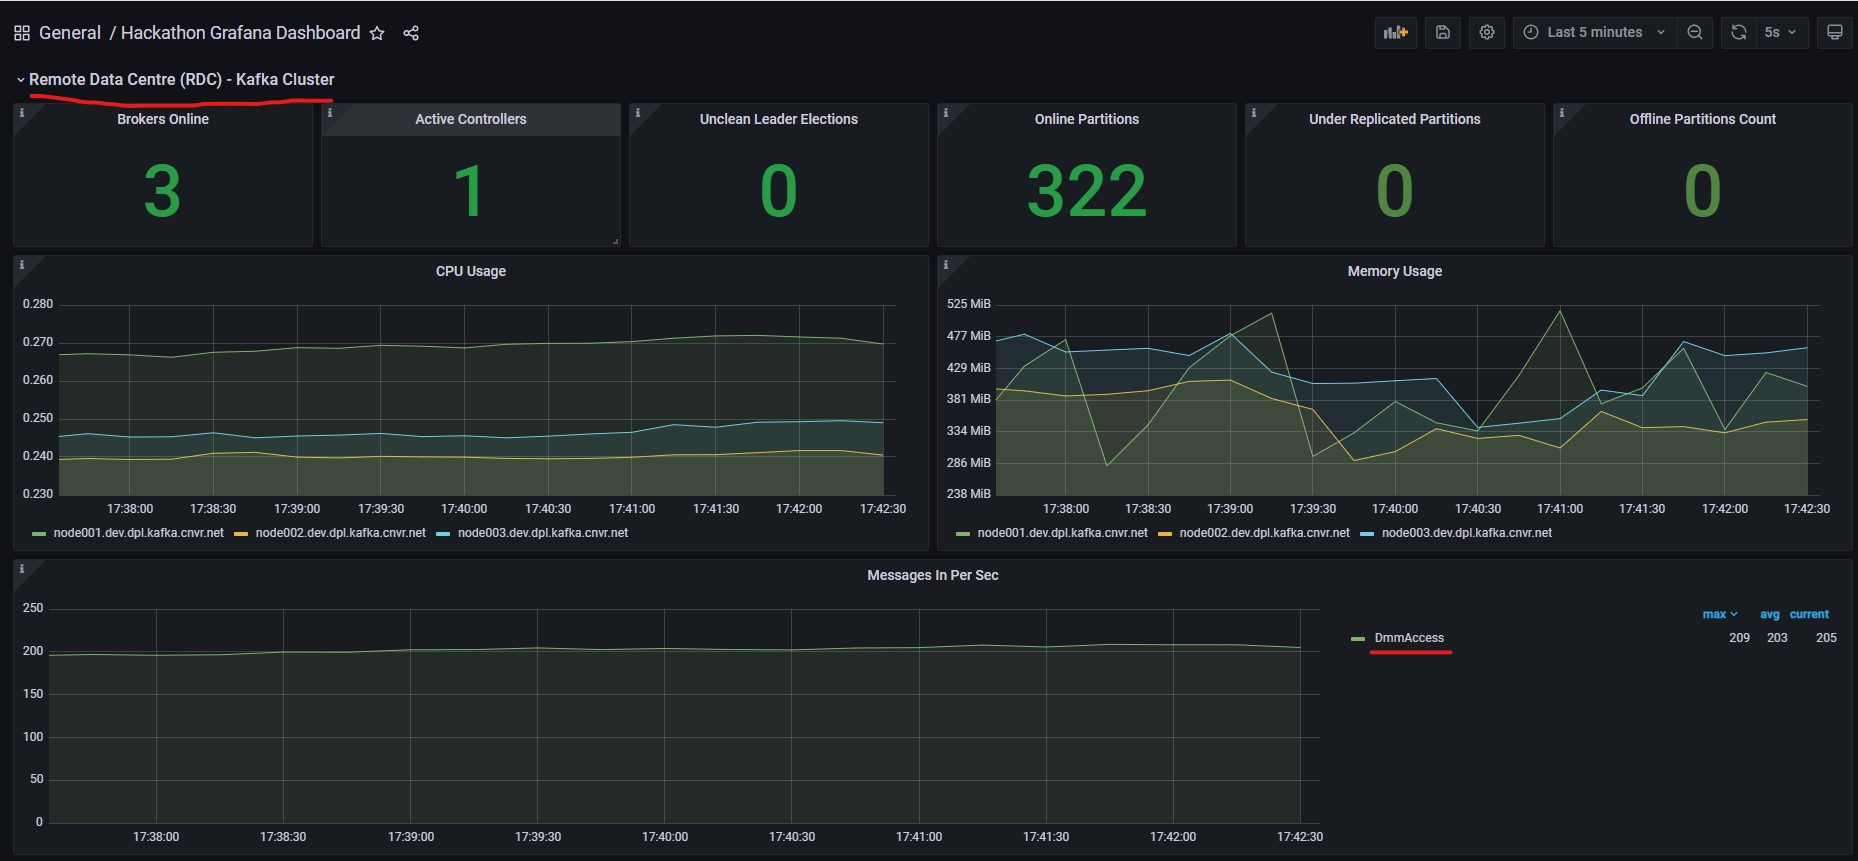 General / Hackathon Grafana Dashboard
Last 5 minutes
5s
Remote Data Centre (RDC) - Kafka Cluster
Brokers Online
Active Controllers
Unclean Leader Elections
Online Partitions
Under Replicated Partitions
Offline Partitions Count
3
1
0
322
0
0
CPU Usage
0.280
0.270
0.260
0.250
0.240
0.230
17:38:00 17:38:30 17:39:00 17:39:30 17:40:00 17:40:30 17:41:00 17:41:30 17:42:00 17:42:30
node001.dev.dpl.kafka.cnvr.net node002.dev.dpl.kafka.cnvr.net node003.dev.dpl.kafka.cnvr.net
Memory Usage
525 MiB
477 MiB
429 MiB
381 MiB
334 MiB
286 MiB
238 MiB
17:38:00 17:38:30 17:39:00 17:39:30 17:40:00 17:40:30 17:41:00 17:41:30 17:42:00 17:42:30
node001.dev.dpl.kafka.cnvr.net node002.dev.dpl.kafka.cnvr.net node003.dev.dpl.kafka.cnvr.net
Messages In Per Sec
250
200
150
100
50
0
17:38:00 17:38:30 17:39:00 17:39:30 17:40:00 17:40:30 17:41:00 17:41:30 17:42:00 17:42:30
max avg current
DmmAccess 209 203 205